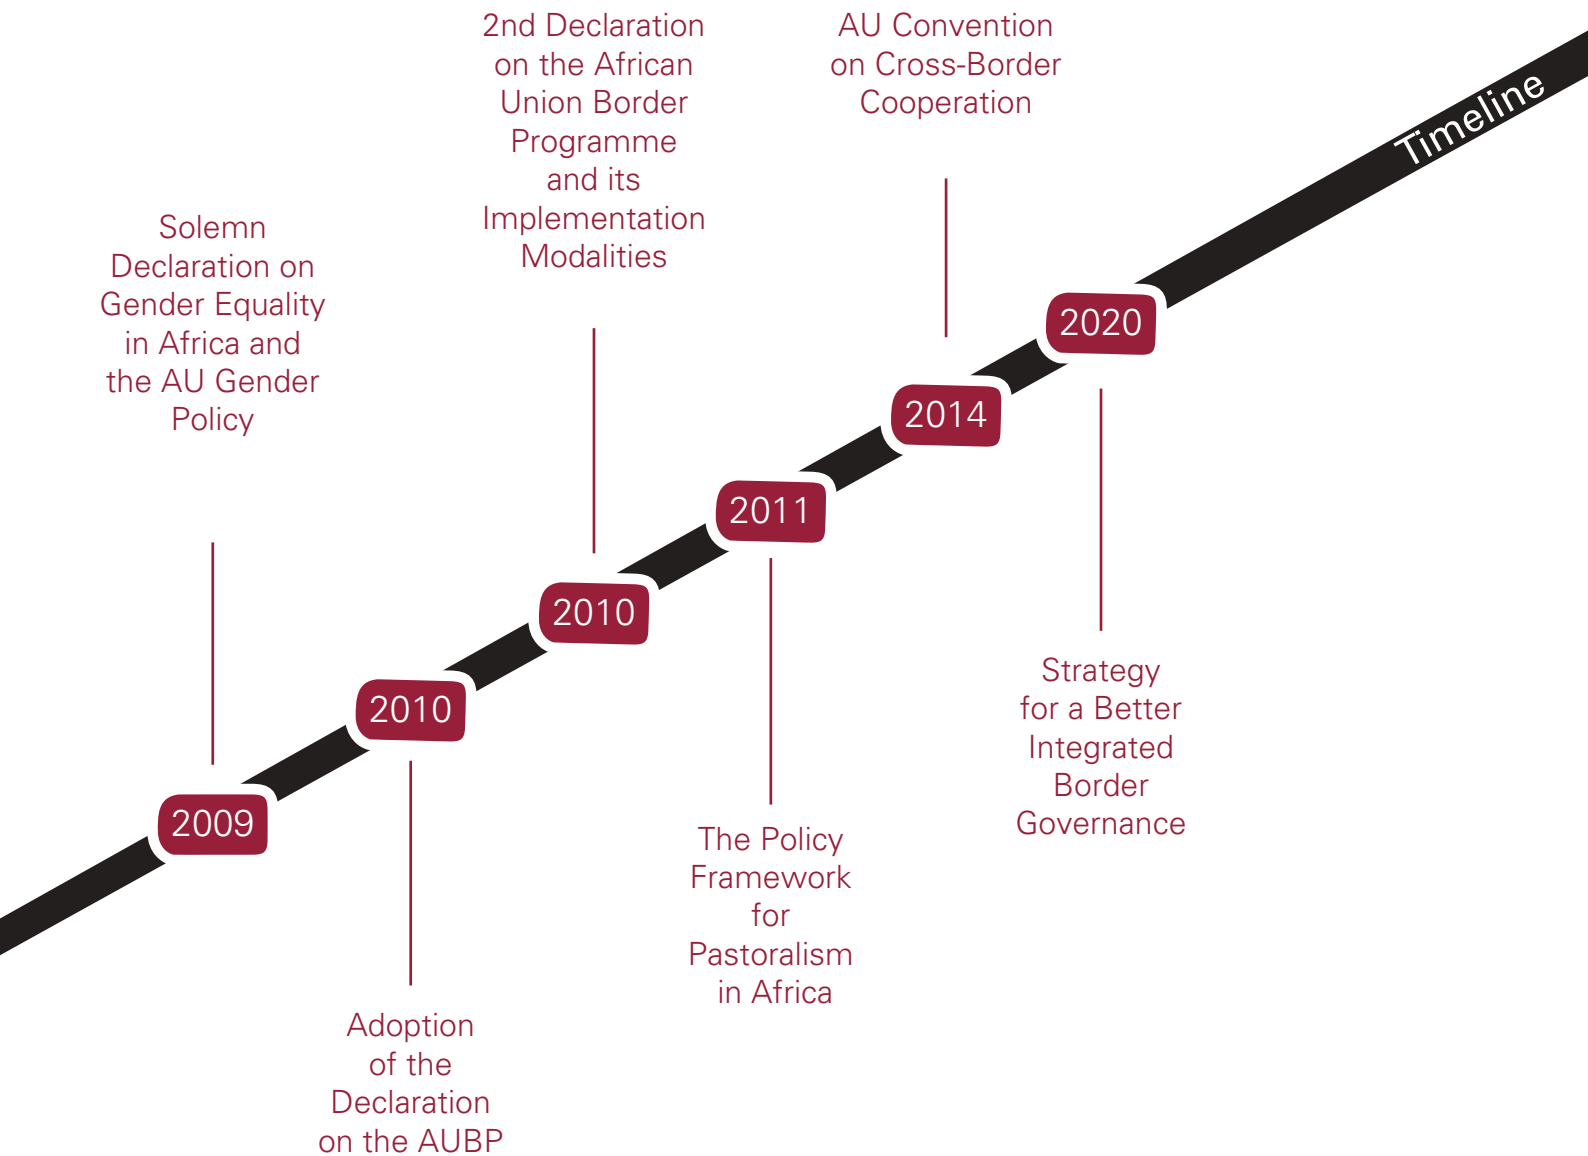 2nd Declaration
on the African
Union Border
Programme
and its
Implementation
Modalities
AU Convention
on Cross-Border
Cooperation
Timeline
Solemn
Declaration on
Gender Equality
in Africa and
the AU Gender
Policy
2020
2014
2011
2010
2010
2009
Strategy
for a Better
Integrated
Border
Governance
The Policy
Framework
for
Pastoralism
in Africa
Adoption
of the
Declaration
on the AUBP